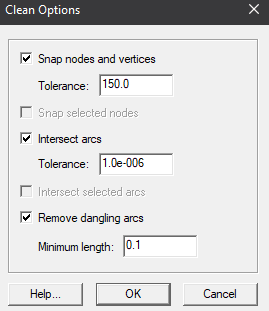 Clean Options
Snap nodes and vertices
Tolerance: 150.0
Snap selected nodes
Intersect arcs
Tolerance: 1.0e-006
Intersect selected arcs
Remove dangling arcs
Minimum length: 0.1
Help... OK Cancel